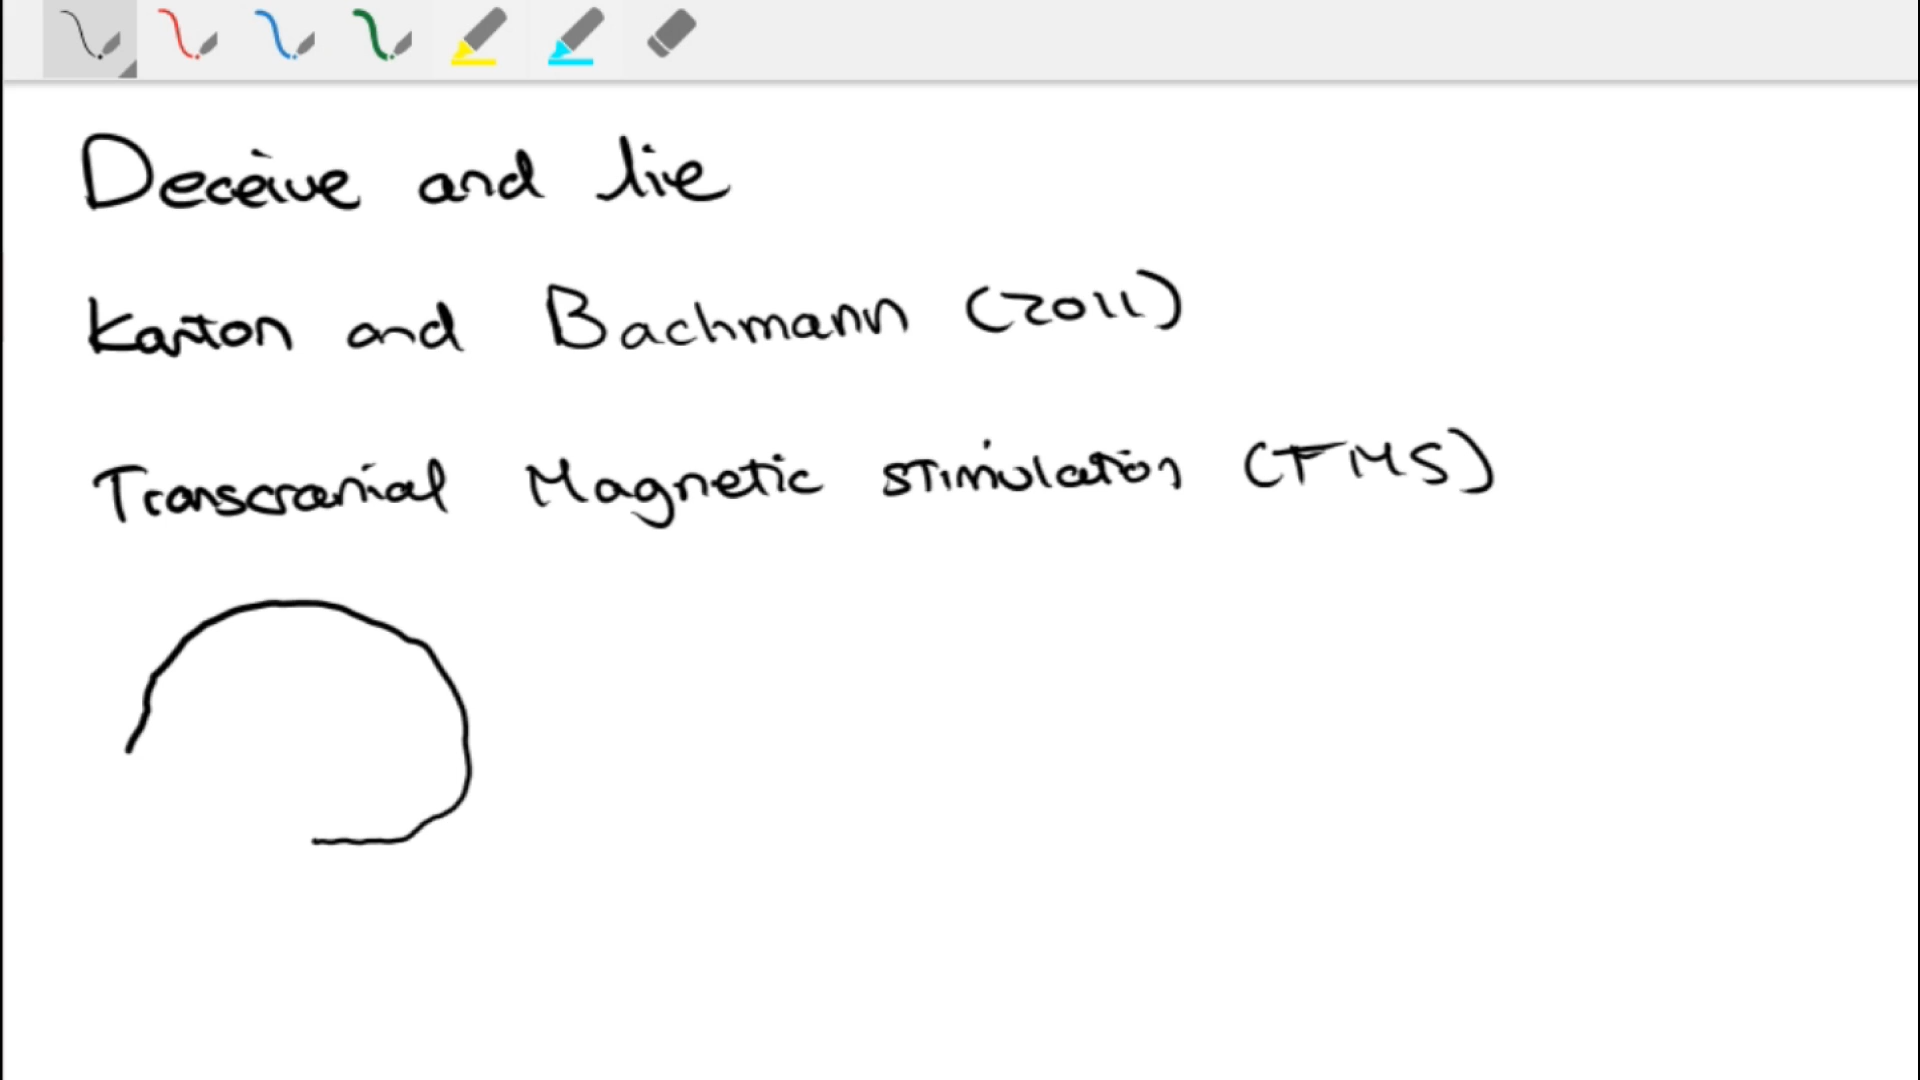 Deceive and lie
Karton and Bachmann (2011)
Transcranial Magnetic stimulation (TMS)